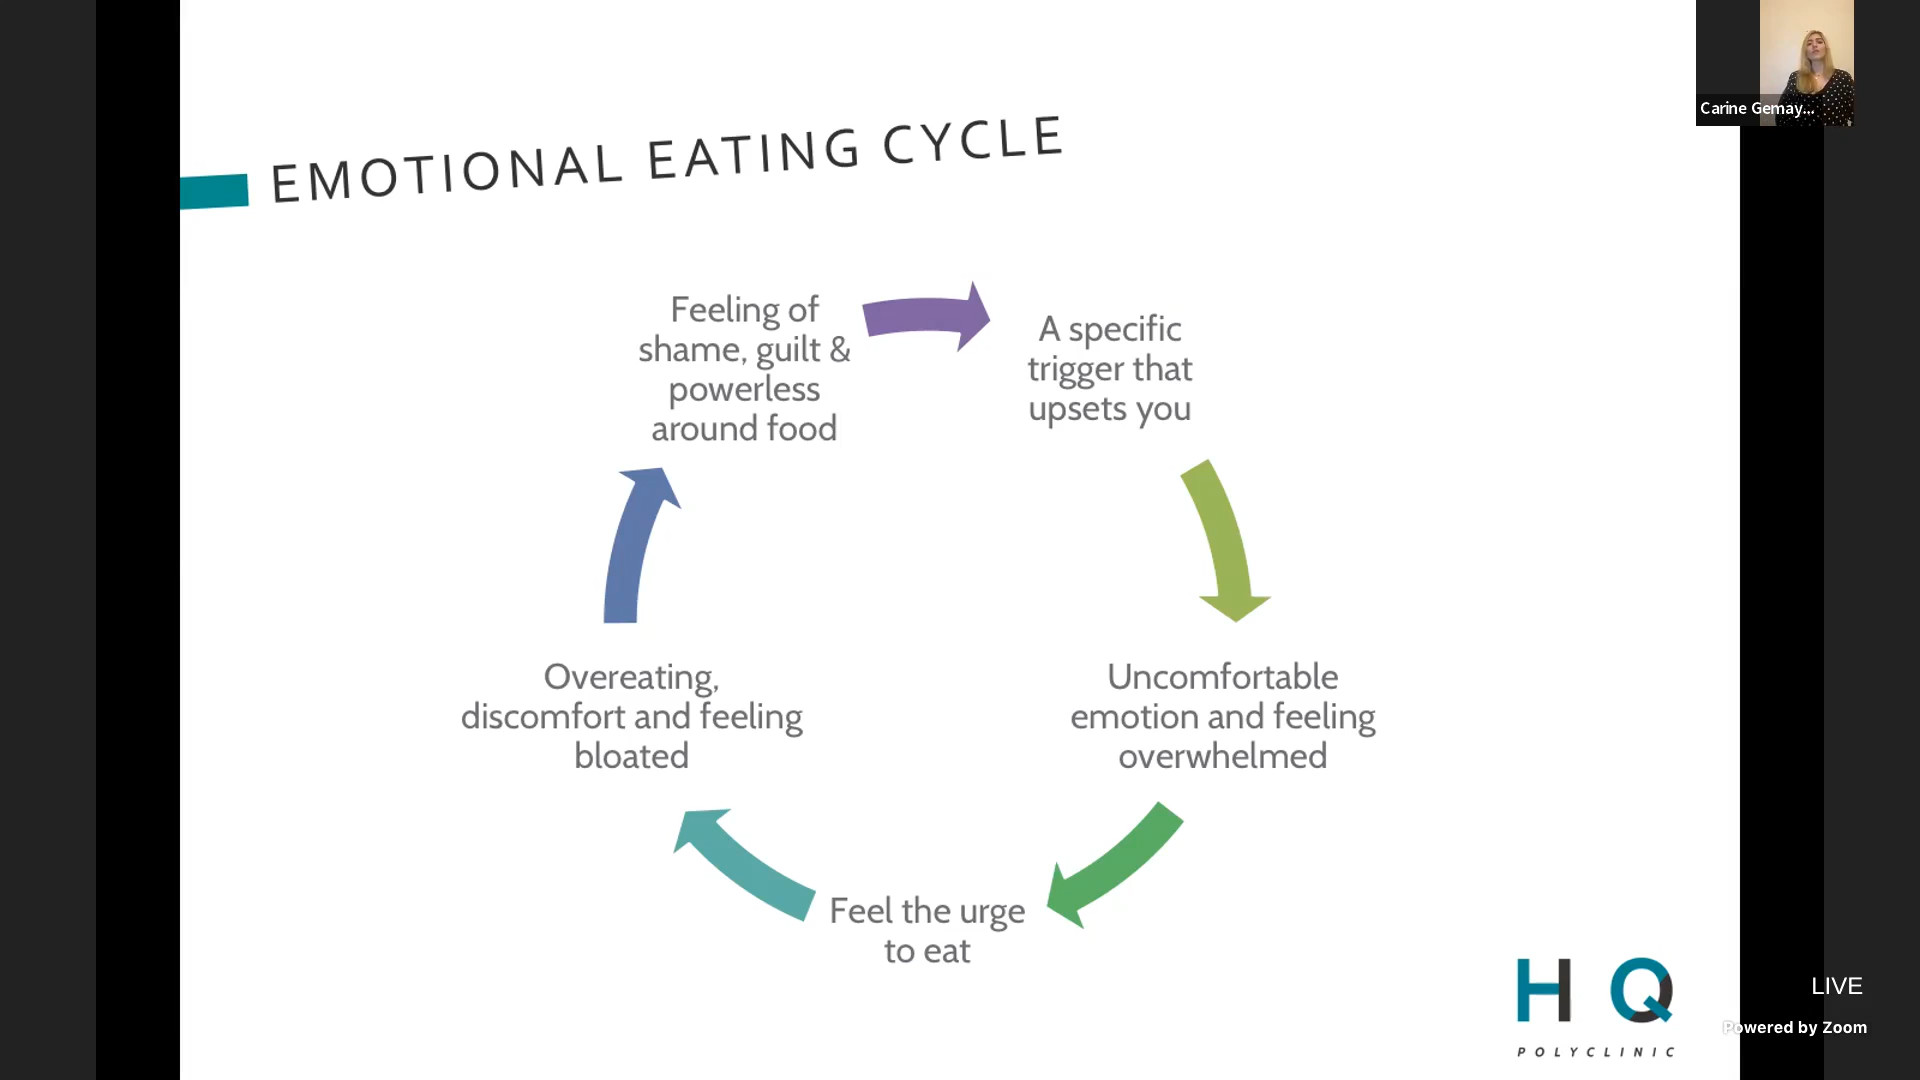 EMOTIONAL EATING CYCLE
Carine Gemay...
Feeling of
shame, guilt &
powerless
around food
A specific
trigger that
upsets you
Uncomfortable
emotion and feeling
overwhelmed
Feel the urge
to eat
Overeating,
discomfort and feeling
bloated
H Q
POLYCLINIC
LIVE
Powered by Zoom